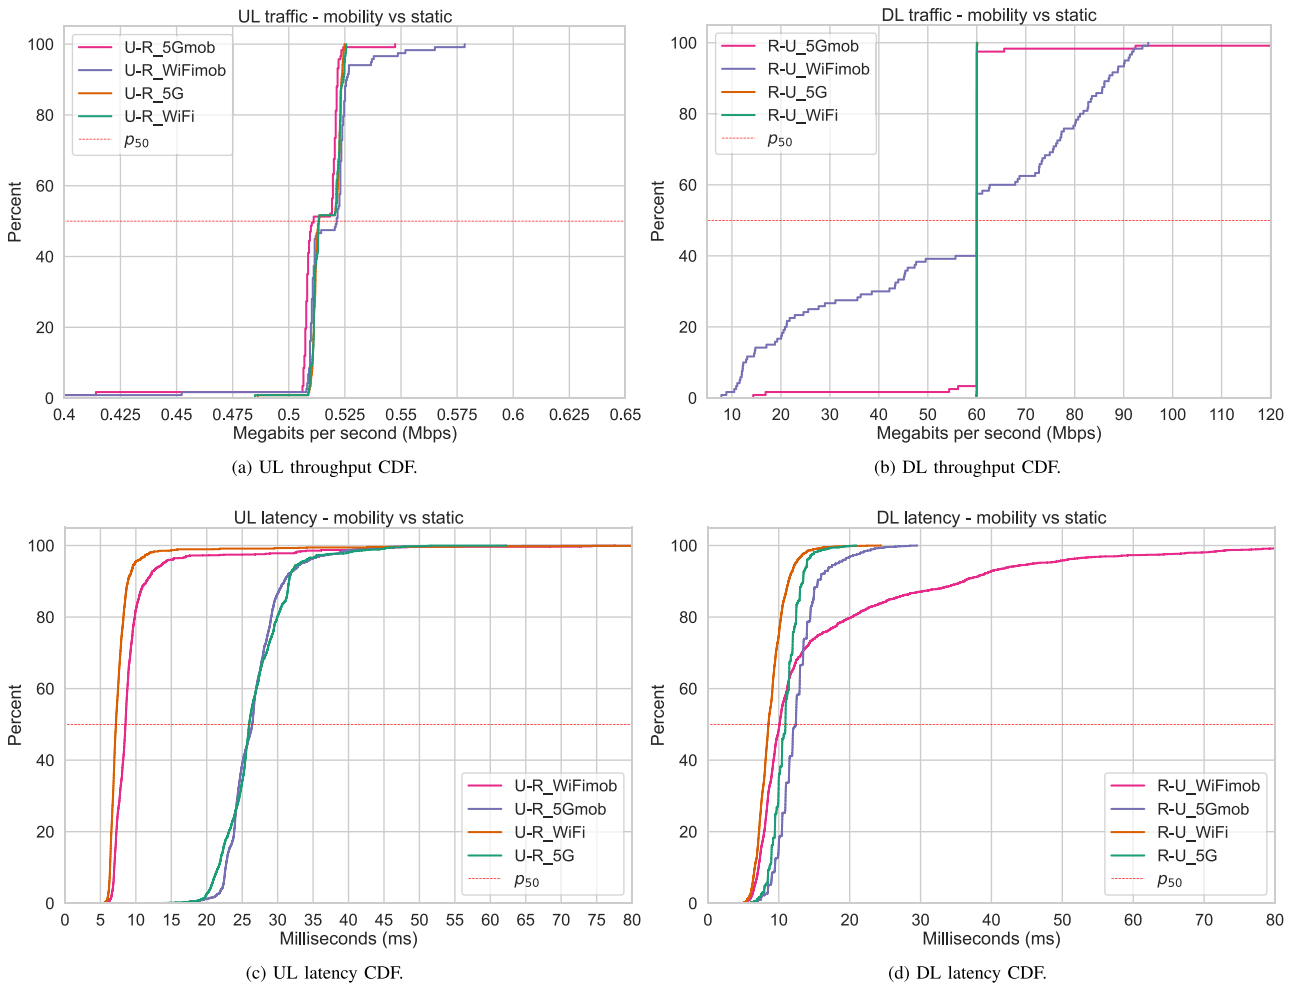 UL traffic - mobility vs static
100
80
60
40
20
0
Percent
U-R_5Gmob
U-R_WiFimob
U-R_5G
U-R_WiFi
p50
0.4 0.425 0.45 0.475 0.5 0.525 0.55 0.575 0.6 0.625 0.65
Megabits per second (Mbps)
(a) UL throughput CDF.
DL traffic - mobility vs static
100
80
60
40
20
0
Percent
R-U_5Gmob
R-U_WiFimob
R-U_5G
R-U_WiFi
p50
10 20 30 40 50 60 70 80 90 100 110 120
Megabits per second (Mbps)
(b) DL throughput CDF.
UL latency - mobility vs static
100
80
60
40
20
0
Percent
U-R_WiFimob
U-R_5Gmob
U-R_WiFi
U-R_5G
p50
0 5 10 15 20 25 30 35 40 45 50 55 60 65 70 75 80
Milliseconds (ms)
(c) UL latency CDF.
DL latency - mobility vs static
100
80
60
40
20
0
Percent
R-U_WiFimob
R-U_5Gmob
R-U_WiFi
R-U_5G
p50
0 10 20 30 40 50 60 70 80
Milliseconds (ms)
(d) DL latency CDF.